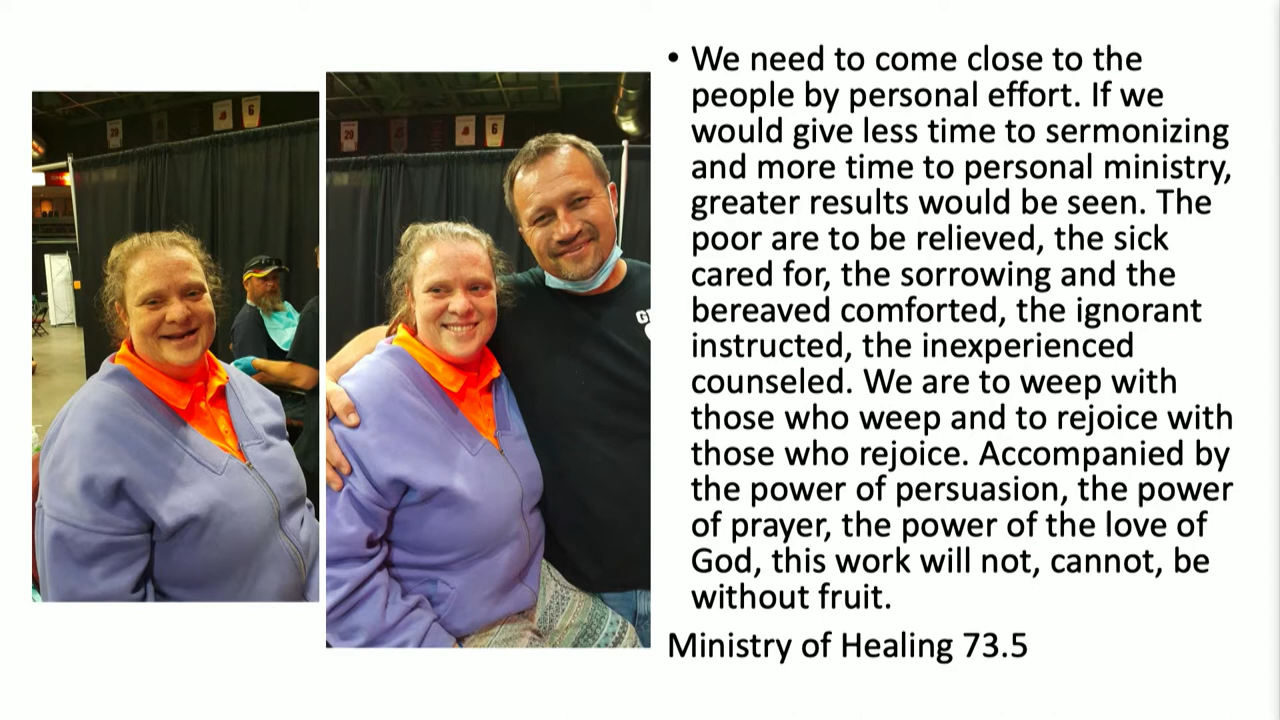 • We need to come close to the
people by personal effort. If we
would give less time to sermonizing
and more time to personal ministry,
greater results would be seen. The
poor are to be relieved, the sick
cared for, the sorrowing and the
bereaved comforted, the ignorant
instructed, the inexperienced
counseled. We are to weep with
those who weep and to rejoice with
those who rejoice. Accompanied by
the power of persuasion, the power
of prayer, the power of the love of
God, this work will not, cannot, be
without fruit.
Ministry of Healing 73.5
29
6
29
6